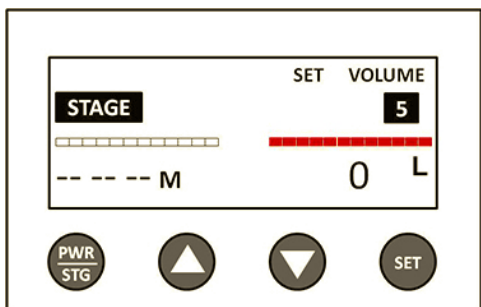 SET VOLUME
STAGE 5
-- -- -- M 0 L
PWR
STG
SET